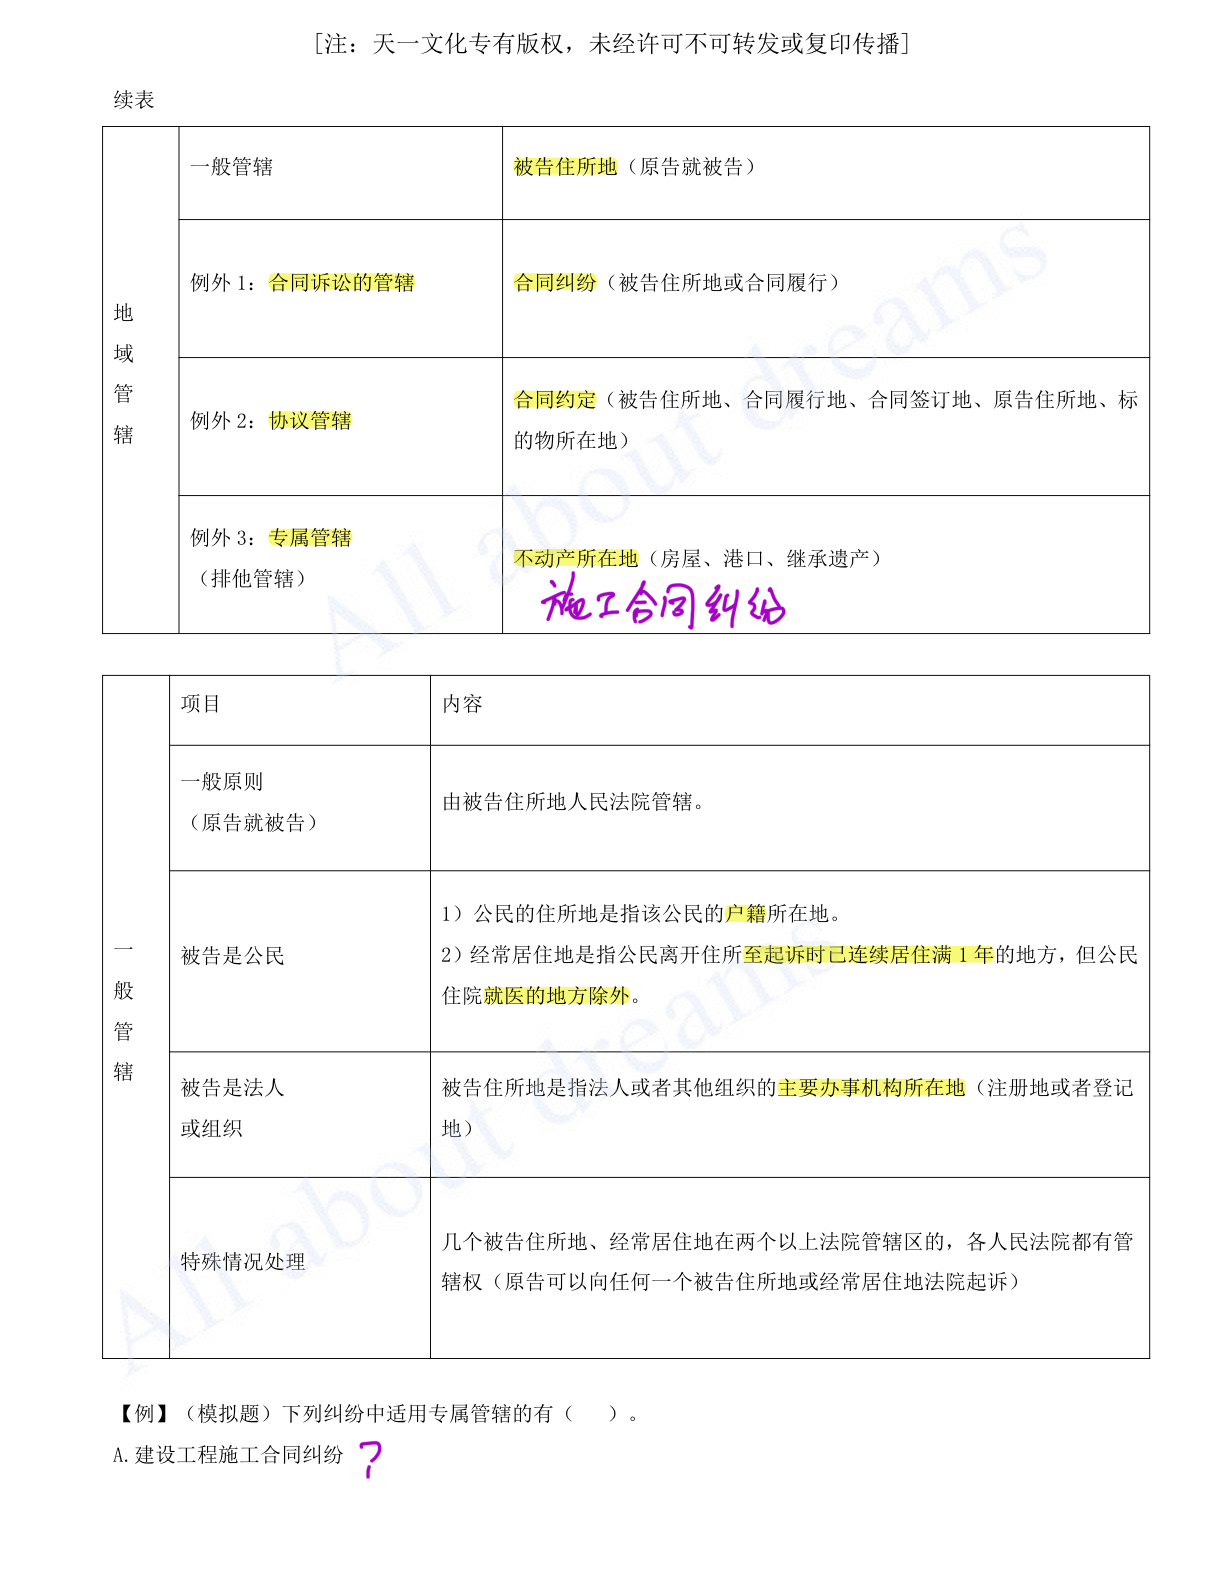 [注：天一文化专有版权，未经许可不可转发或复印传播]
续表
地域管辖
一般管辖
被告住所地（原告就被告）
例外 1：合同诉讼的管辖
合同纠纷（被告住所地或合同履行）
例外 2：协议管辖
合同约定（被告住所地、合同履行地、合同签订地、原告住所地、标
的物所在地）
例外 3：专属管辖
（排他管辖）
不动产所在地（房屋、港口、继承遗产）
施工合同纠纷
一般管辖
项目
内容
一般原则
（原告就被告）
由被告住所地人民法院管辖。
被告是公民
1）公民的住所地是指该公民的户籍所在地。
2）经常居住地是指公民离开住所至起诉时已连续居住满 1 年的地方，但公民
住院就医的地方除外。
被告是法人
或组织
被告住所地是指法人或者其他组织的主要办事机构所在地（注册地或者登记
地）
特殊情况处理
几个被告住所地、经常居住地在两个以上法院管辖区的，各人民法院都有管
辖权（原告可以向任何一个被告住所地或经常居住地法院起诉）
【例】（模拟题）下列纠纷中适用专属管辖的有（  ）。
A.建设工程施工合同纠纷 ?
All about dreams
All about dreams